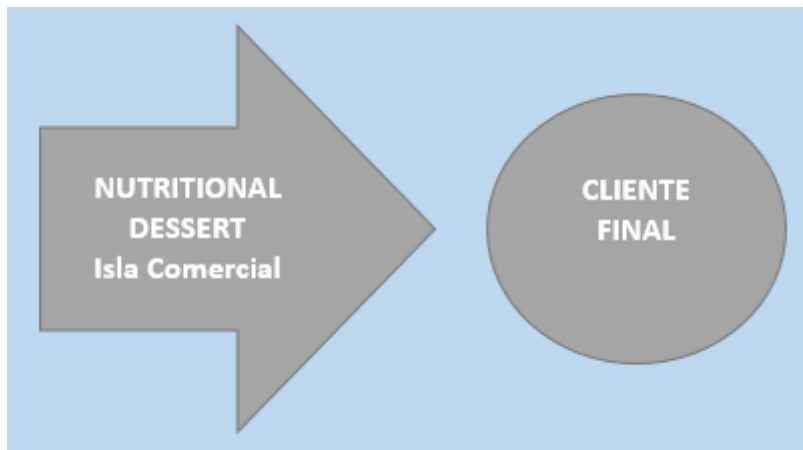 NUTRITIONAL
DESSERT
Isla Comercial
CLIENTE
FINAL